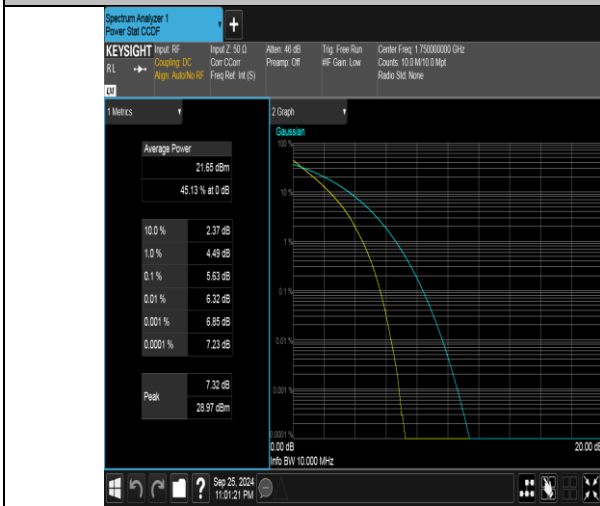 Spectrum Analyzer 1
Power Stat CCDF
+
KEYSIGHT
RL
Input: RF
Coupling: DC
Align: Auto/No RF
Input Z: 50 Ω
Corr CCorr
Freq Ref: Int (S)
Atten: 46 dB
Preamp: Off
Trig: Free Run
#IF Gain: Low
Center Freq: 1.750000000 GHz
Counts: 10.0 M/10.0 Mpt
Radio Std: None
1 Metrics
Average Power
21.65 dBm
45.13 % at 0 dB
10.0 % 2.37 dB
1.0 % 4.49 dB
0.1 % 5.63 dB
0.01 % 6.32 dB
0.001 % 6.85 dB
0.0001 % 7.23 dB
Peak
7.32 dB
28.97 dBm
2 Graph
Gaussian
100 %
10 %
1 %
0.1 %
0.01 %
0.001 %
0.0001 %
0.00 dB 20.00 dB
Info BW 10.000 MHz
?
Sep 25, 2024
11:01:21 PM